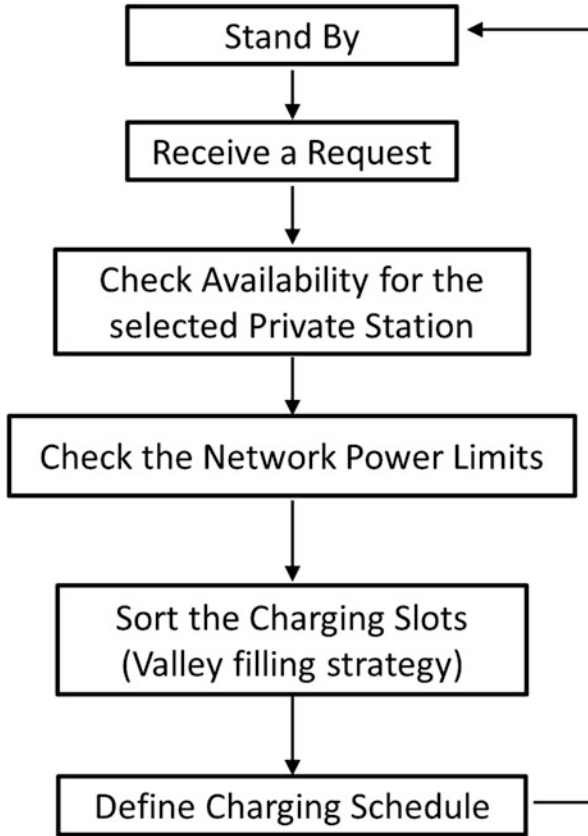 Stand By
Receive a Request
Check Availability for the
selected Private Station
Check the Network Power Limits
Sort the Charging Slots
(Valley filling strategy)
Define Charging Schedule